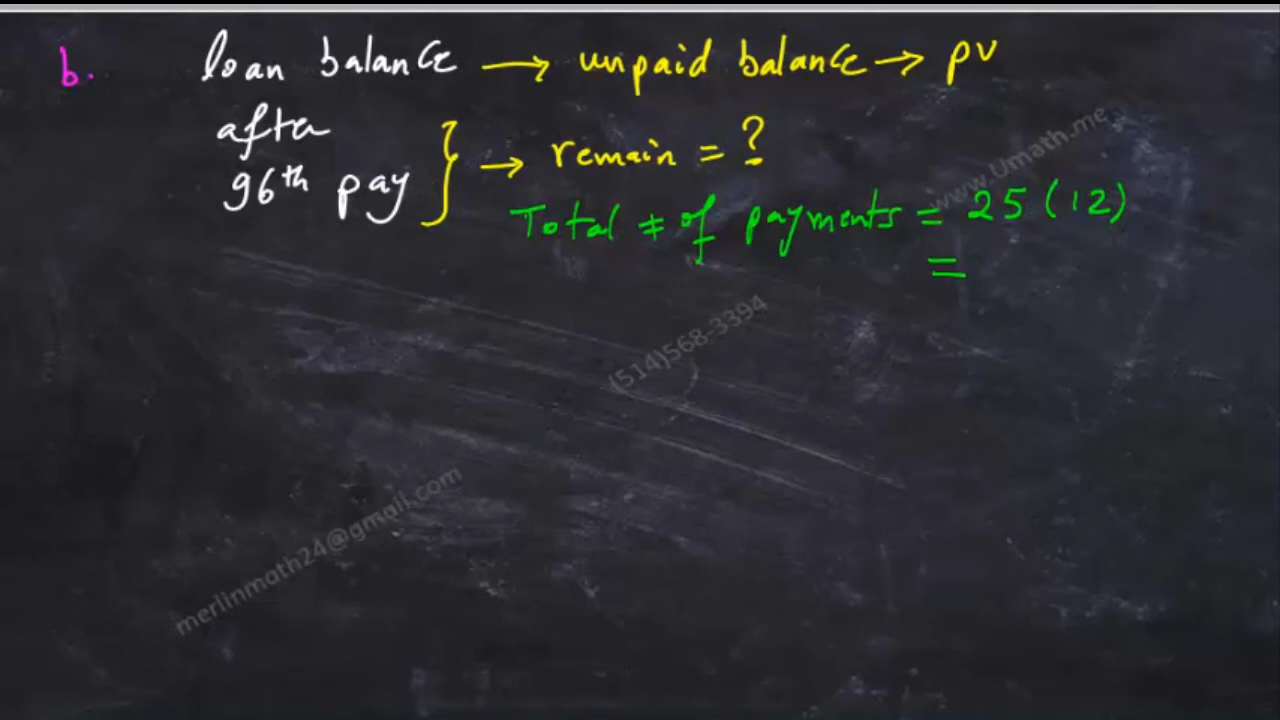 b. loan balance → unpaid balance → pv
after
96th pay } → remain = ?
Total # of payments = 25 (12)
=
www.Umath.me
(514)568-3394
merlinmath24@gmail.com